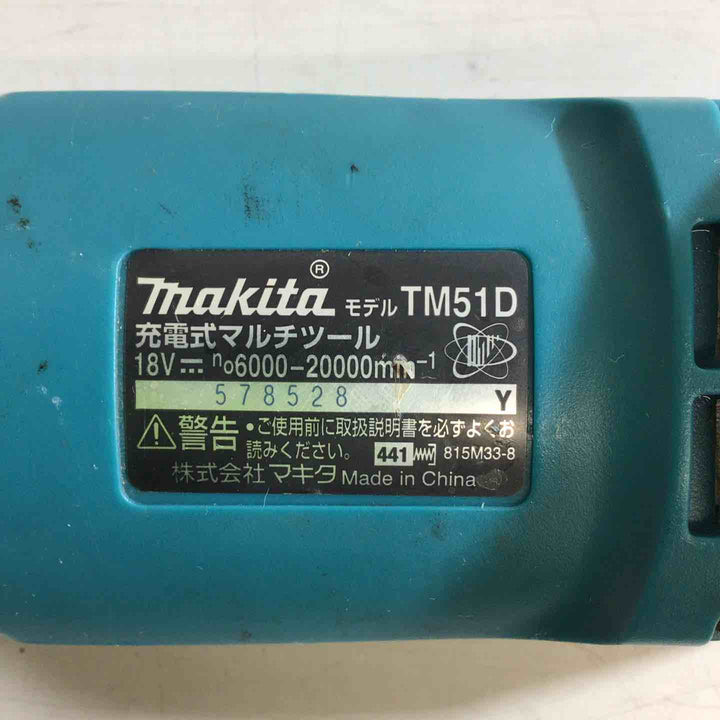 makita® モデル TM51D
充電式マルチツール
18V⎓ n₀6000-20000min⁻¹
578528 Y
⚠警告 •ご使用前に取扱説明書を必ずよくお
読みください。 441 815M33-8
株式会社マキタ Made in China